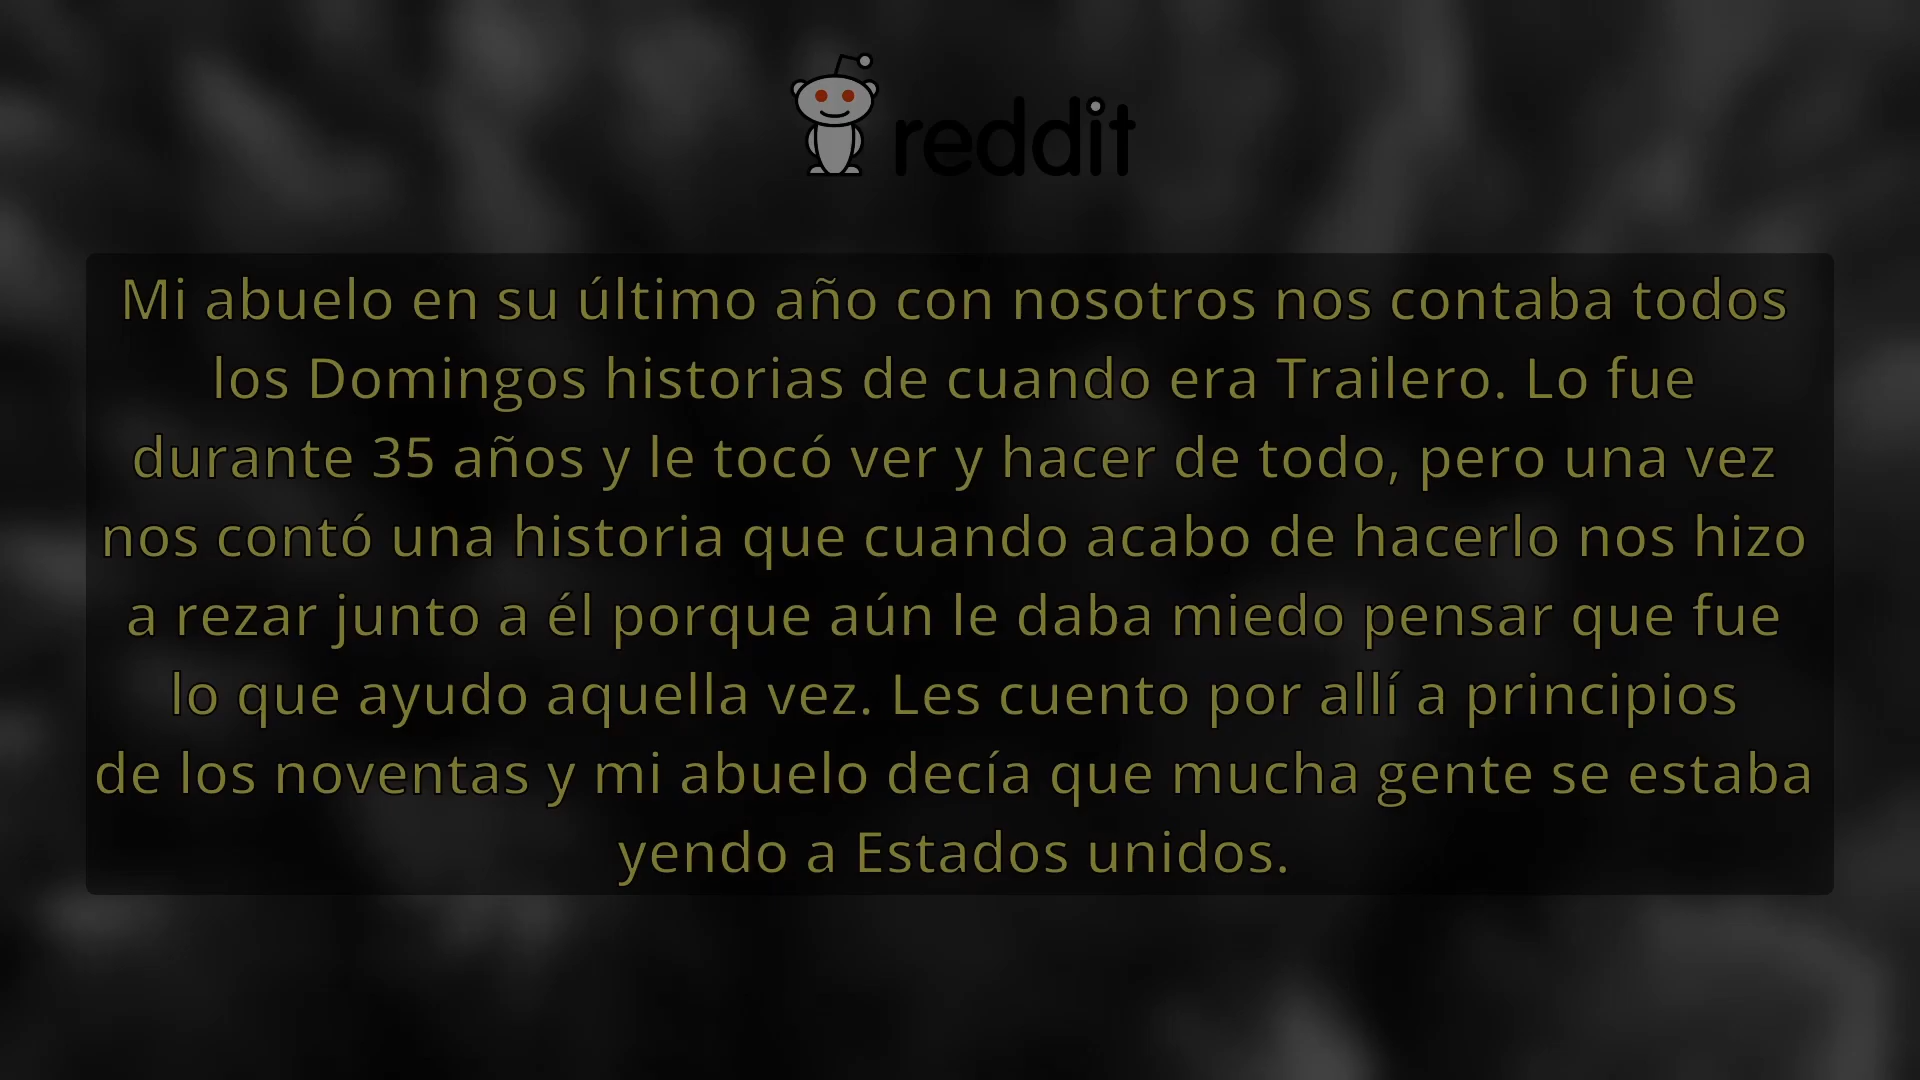 reddit
Mi abuelo en su último año con nosotros nos contaba todos
los Domingos historias de cuando era Trailero. Lo fue
durante 35 años y le tocó ver y hacer de todo, pero una vez
nos contó una historia que cuando acabo de hacerlo nos hizo
a rezar junto a él porque aún le daba miedo pensar que fue
lo que ayudo aquella vez. Les cuento por allí a principios
de los noventas y mi abuelo decía que mucha gente se estaba
yendo a Estados unidos.